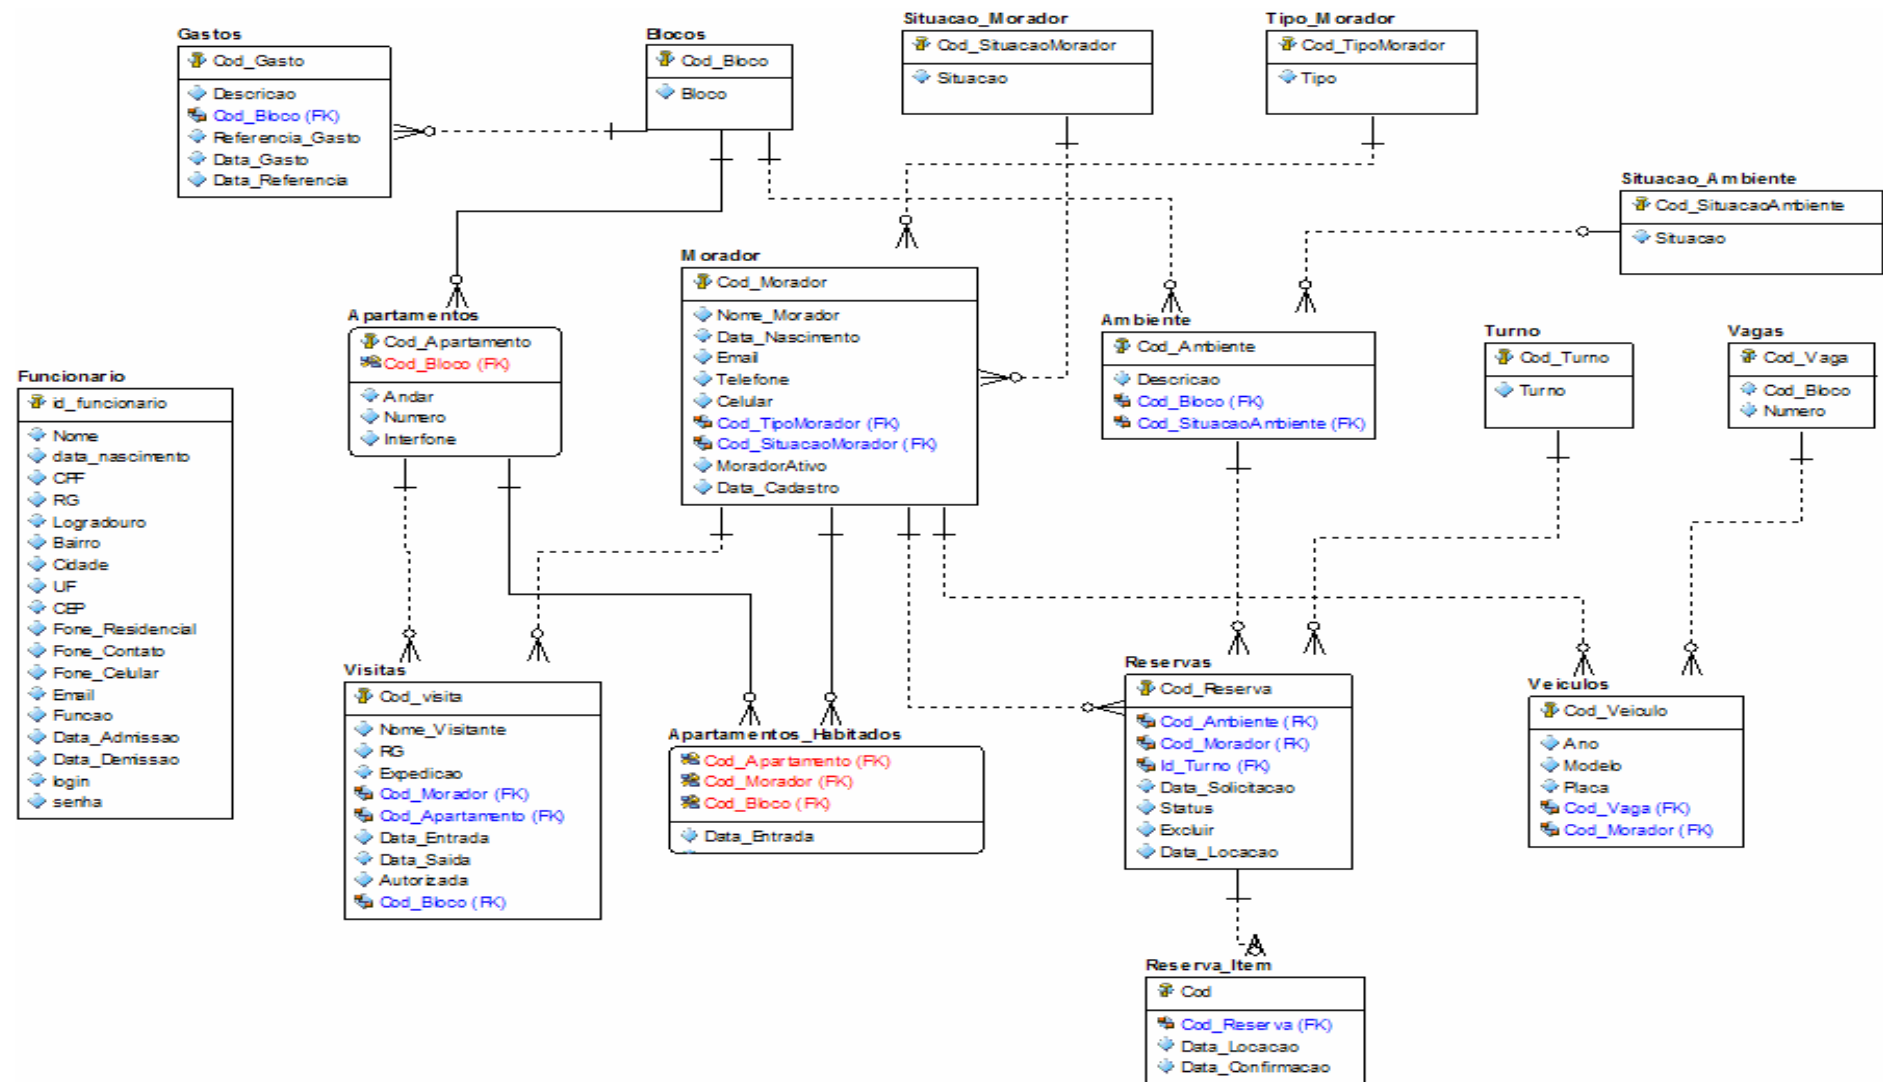 Gastos
Cod_Gasto
Descricao
Cod_Bloco (FK)
Referencia_Gasto
Data_Gasto
Data_Referencia
Blocos
Cod_Bloco
Bloco
Situacao_Morador
Cod_SituacaoMorador
Situacao
Tipo_Morador
Cod_TipoMorador
Tipo
Situacao_Ambiente
Cod_SituacaoAmbiente
Situacao
Apartamentos
Cod_Apartamento
Cod_Bloco (FK)
Andar
Numero
Interfone
Morador
Cod_Morador
Nome_Morador
Data_Nascimento
Email
Telefone
Celular
Cod_TipoMorador (FK)
Cod_SituacaoMorador (FK)
MoradorAtivo
Data_Cadastro
Ambiente
Cod_Ambiente
Descricao
Cod_Bloco (FK)
Cod_SituacaoAmbiente (FK)
Turno
Cod_Turno
Turno
Vagas
Cod_Vaga
Cod_Bloco
Numero
Funcionario
id_funcionario
Nome
data_nascimento
CPF
RG
Logradouro
Bairro
Cidade
UF
CEP
Fone_Residencial
Fone_Contato
Fone_Celular
Email
Funcao
Data_Admissao
Data_Demissao
login
senha
Visitas
Cod_visita
Nome_Visitante
RG
Expedicao
Cod_Morador (FK)
Cod_Apartamento (FK)
Data_Entrada
Data_Saida
Autorizada
Cod_Bloco (FK)
Apartamentos_Habitados
Cod_Apartamento (FK)
Cod_Morador (FK)
Cod_Bloco (FK)
Data_Entrada
Reservas
Cod_Reserva
Cod_Ambiente (FK)
Cod_Morador (FK)
Id_Turno (FK)
Data_Solicitacao
Status
Excluir
Data_Locacao
Veiculos
Cod_Veiculo
Ano
Modelo
Placa
Cod_Vaga (FK)
Cod_Morador (FK)
Reserva_Item
Cod
Cod_Reserva (FK)
Data_Locacao
Data_Confirmacao